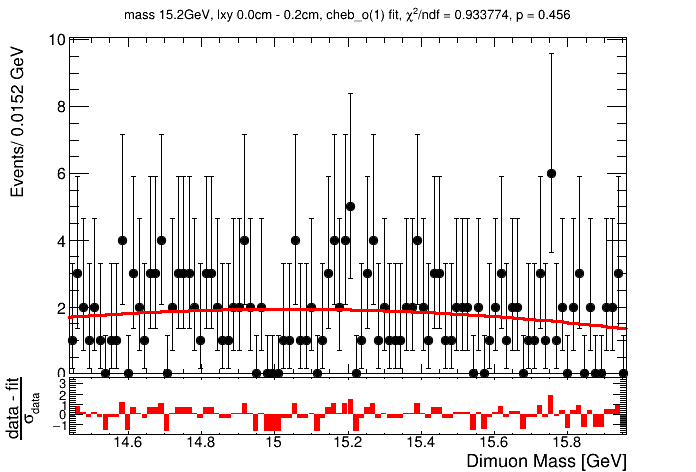 mass 15.2GeV, lxy 0.0cm - 0.2cm, cheb_o(1) fit, χ²/ndf = 0.933774, p = 0.456
Events/ 0.0152 GeV
10
8
6
4
2
0
data - fit
σdata
3
2
1
0
−1
14.6 14.8 15 15.2 15.4 15.6 15.8
Dimuon Mass [GeV]